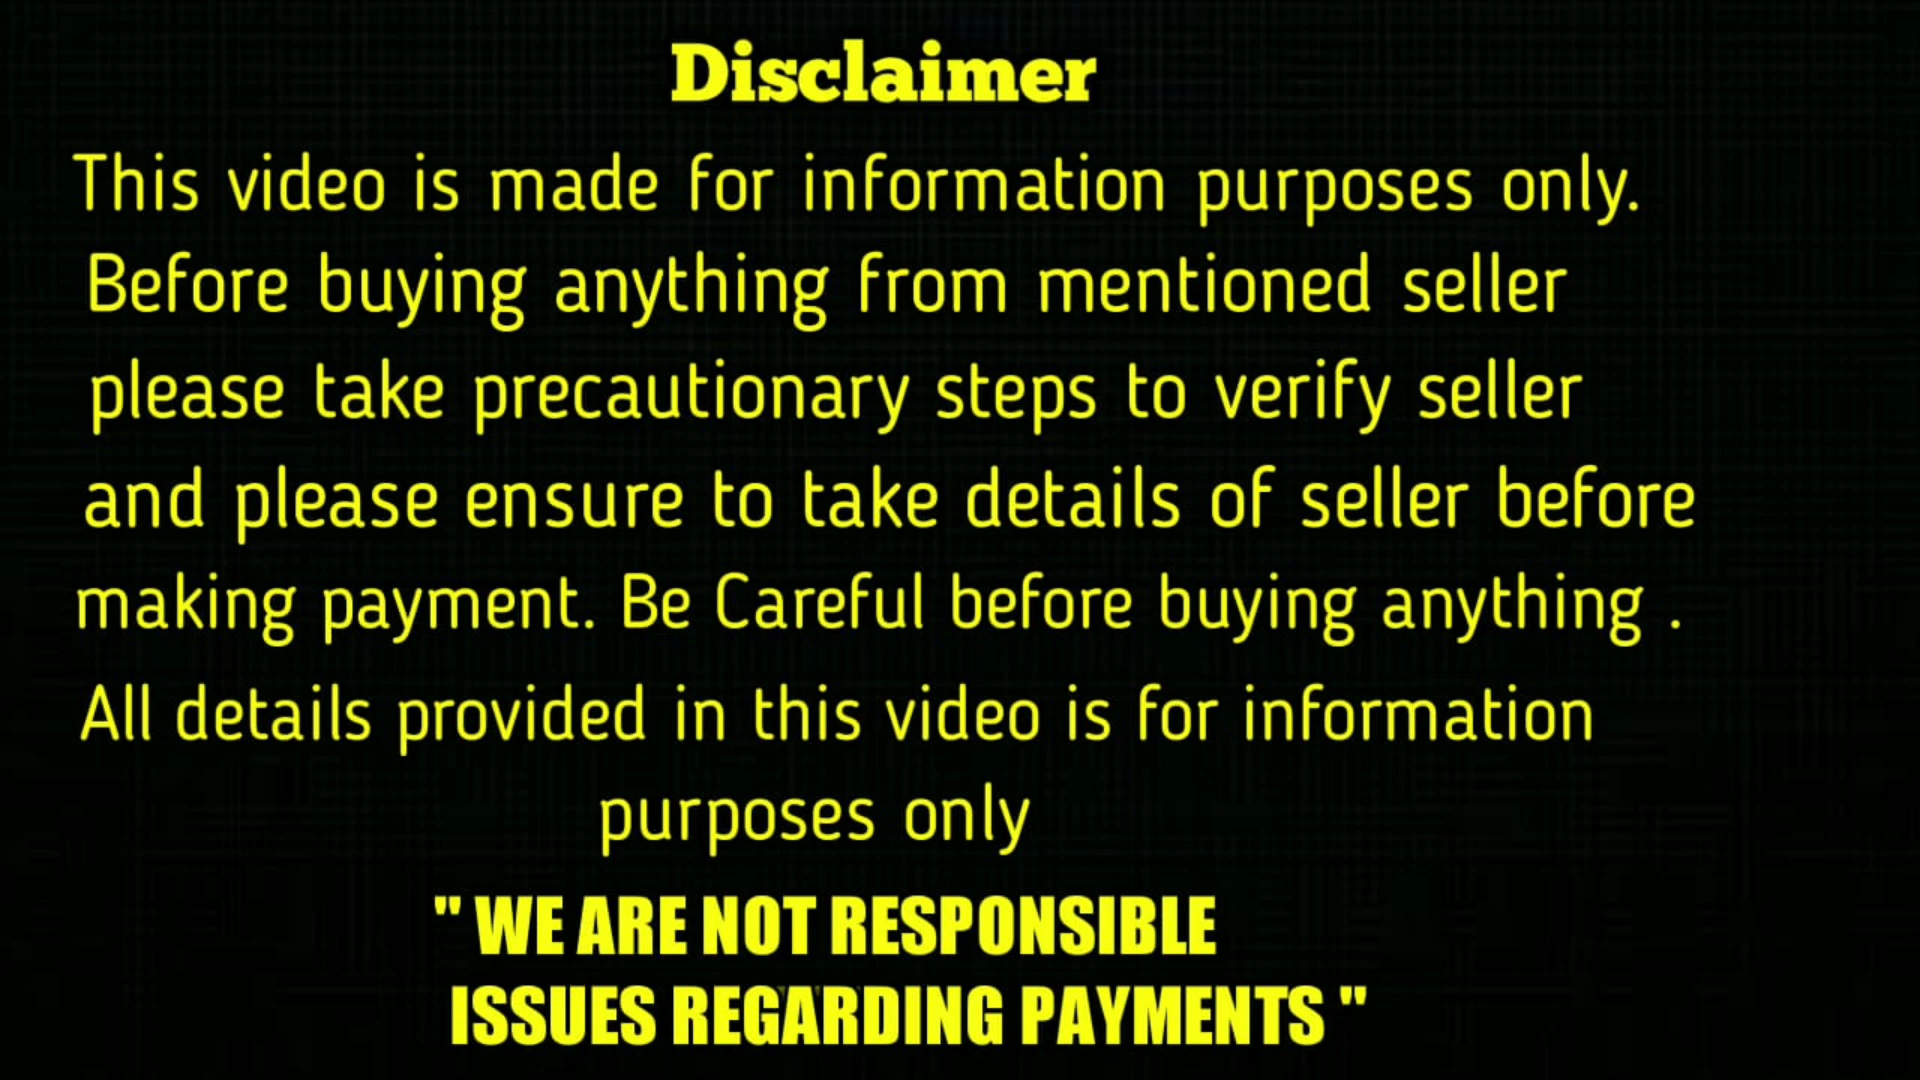 Disclaimer
This video is made for information purposes only.
Before buying anything from mentioned seller
please take precautionary steps to verify seller
and please ensure to take details of seller before
making payment. Be Careful before buying anything .
All details provided in this video is for information
purposes only
" WE ARE NOT RESPONSIBLE
ISSUES REGARDING PAYMENTS "